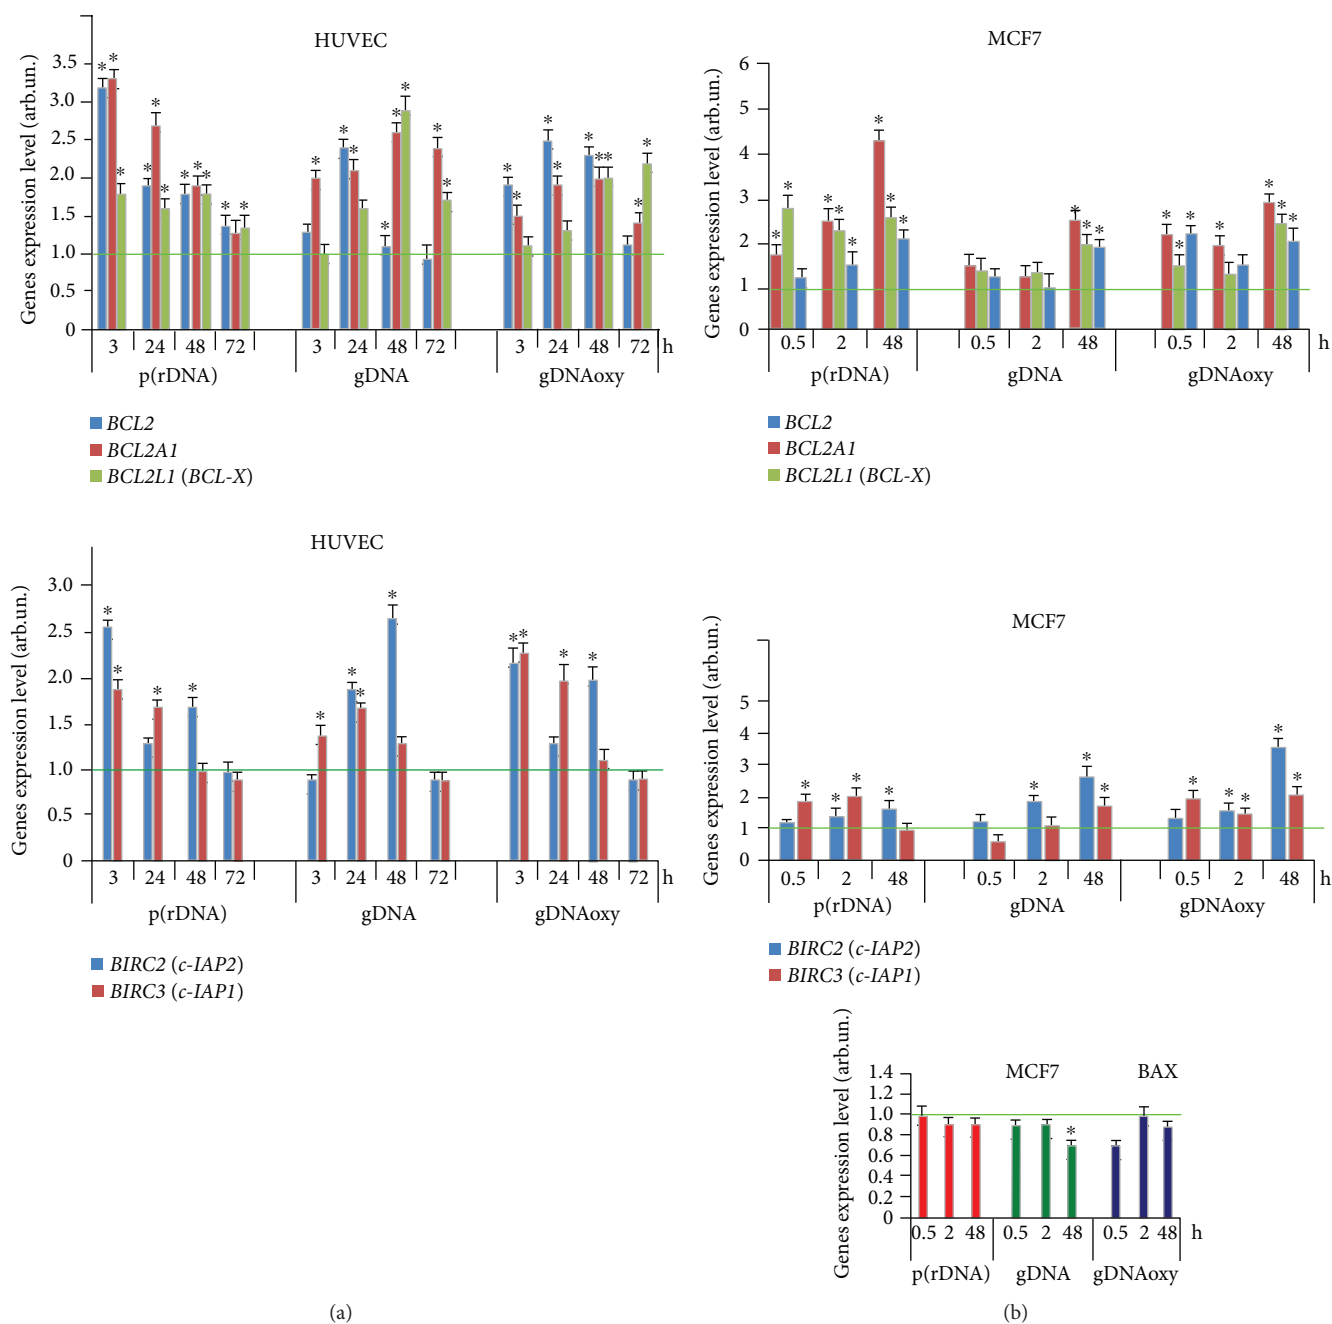 HUVEC
Genes expression level (arb.un.)
3.5
3.0
2.5
2.0
1.5
1.0
0.5
0
* * * * * * * * * * * * * * * * * * * * * * * * * * * ** * *
3 24 48 72 3 24 48 72 3 24 48 72 h
p(rDNA) gDNA gDNAoxy
BCL2
BCL2A1
BCL2L1 (BCL-X)
MCF7
Genes expression level (arb.un.)
6
5
4
3
2
1
0
* * * * * * * * * * * * * * * * * *
0.5 2 48 0.5 2 48 0.5 2 48 h
p(rDNA) gDNA gDNAoxy
BCL2
BCL2A1
BCL2L1 (BCL-X)
HUVEC
Genes expression level (arb.un.)
3.0
2.5
2.0
1.5
1.0
0.5
0
* * * * * * * * ** * *
3 24 48 72 3 24 48 72 3 24 48 72 h
p(rDNA) gDNA gDNAoxy
BIRC2 (c-IAP2)
BIRC3 (c-IAP1)
MCF7
Genes expression level (arb.un.)
5
4
3
2
1
0
* * * * * * * * * * * *
0.5 2 48 0.5 2 48 0.5 2 48 h
p(rDNA) gDNA gDNAoxy
BIRC2 (c-IAP2)
BIRC3 (c-IAP1)
MCF7 BAX
Genes expression level (arb.un.)
1.4
1.2
1.0
0.8
0.6
0.4
0.2
0
*
0.5 2 48 0.5 2 48 0.5 2 48 h
p(rDNA) gDNA gDNAoxy
(a) (b)